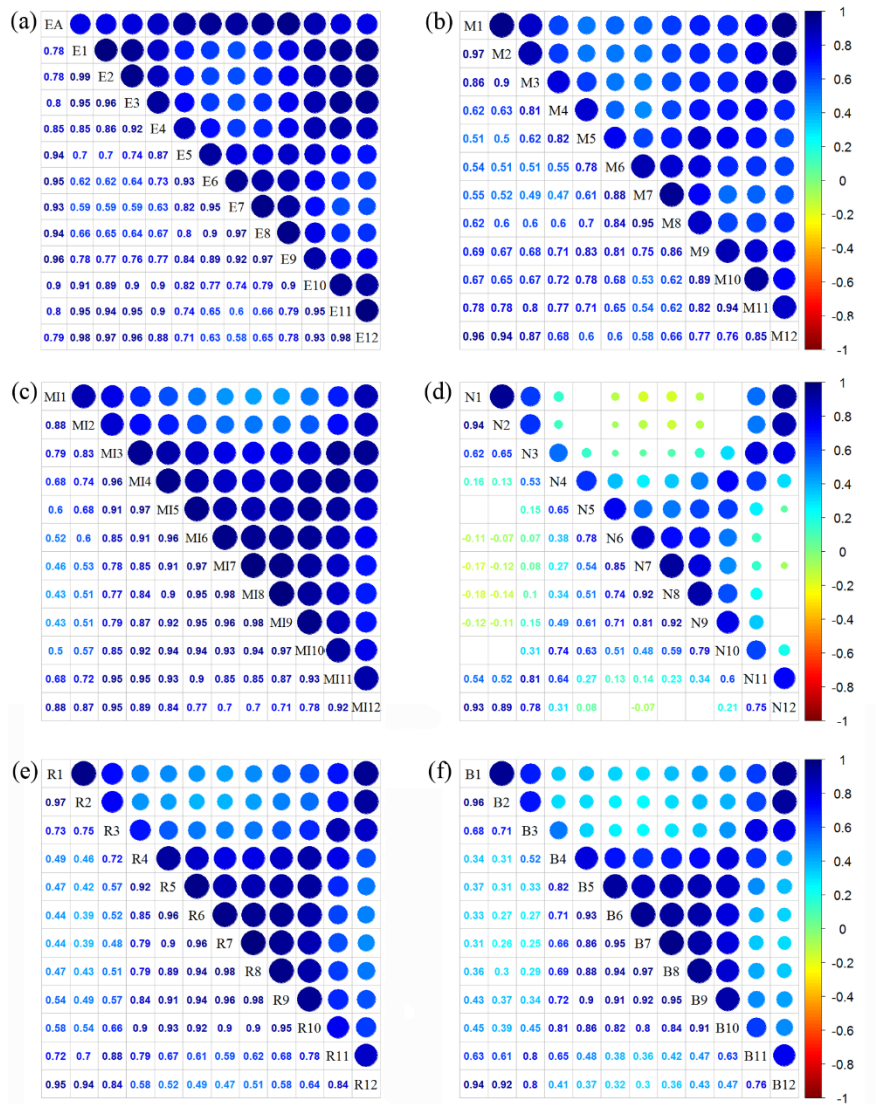 (a)
EA
0.78 E1
0.78 0.99 E2
0.8 0.95 0.96 E3
0.85 0.85 0.86 0.92 E4
0.94 0.7 0.7 0.74 0.87 E5
0.95 0.62 0.62 0.64 0.73 0.93 E6
0.93 0.59 0.59 0.59 0.63 0.82 0.95 E7
0.94 0.66 0.65 0.64 0.67 0.8 0.9 0.97 E8
0.96 0.78 0.77 0.76 0.77 0.84 0.89 0.92 0.97 E9
0.9 0.91 0.89 0.9 0.9 0.82 0.77 0.74 0.79 0.9 E10
0.8 0.95 0.94 0.95 0.9 0.74 0.65 0.6 0.66 0.79 0.95 E11
0.79 0.98 0.97 0.96 0.88 0.71 0.63 0.58 0.65 0.78 0.93 0.98 E12
(b)
M1
0.97 M2
0.86 0.9 M3
0.62 0.63 0.81 M4
0.51 0.5 0.62 0.82 M5
0.54 0.51 0.51 0.55 0.78 M6
0.55 0.52 0.49 0.47 0.61 0.88 M7
0.62 0.6 0.6 0.6 0.7 0.84 0.95 M8
0.69 0.67 0.68 0.71 0.83 0.81 0.75 0.86 M9
0.67 0.65 0.67 0.72 0.78 0.68 0.53 0.62 0.89 M10
0.78 0.78 0.8 0.77 0.71 0.65 0.54 0.62 0.82 0.94 M11
0.96 0.94 0.87 0.68 0.6 0.6 0.58 0.66 0.77 0.76 0.85 M12
1
0.8
0.6
0.4
0.2
0
-0.2
-0.4
-0.6
-0.8
-1
(c)
MI1
0.88 MI2
0.79 0.83 MI3
0.68 0.74 0.96 MI4
0.6 0.68 0.91 0.97 MI5
0.52 0.6 0.85 0.91 0.96 MI6
0.46 0.53 0.78 0.85 0.91 0.97 MI7
0.43 0.51 0.77 0.84 0.9 0.95 0.98 MI8
0.43 0.51 0.79 0.87 0.92 0.95 0.96 0.98 MI9
0.5 0.57 0.85 0.92 0.94 0.94 0.93 0.94 0.97 MI10
0.68 0.72 0.95 0.95 0.93 0.9 0.85 0.85 0.87 0.93 MI11
0.88 0.87 0.95 0.89 0.84 0.77 0.7 0.7 0.71 0.78 0.92 MI12
(d)
N1
0.94 N2
0.62 0.65 N3
0.16 0.13 0.53 N4
0.15 0.65 N5
-0.11 -0.07 0.07 0.38 0.78 N6
-0.17 -0.12 0.08 0.27 0.54 0.85 N7
-0.18 -0.14 0.1 0.34 0.51 0.74 0.92 N8
-0.12 -0.11 0.15 0.49 0.61 0.71 0.81 0.92 N9
0.31 0.74 0.63 0.51 0.48 0.59 0.79 N10
0.54 0.52 0.81 0.64 0.27 0.13 0.14 0.23 0.34 0.6 N11
0.93 0.89 0.78 0.31 0.08 -0.07 0.21 0.75 N12
1
0.8
0.6
0.4
0.2
0
-0.2
-0.4
-0.6
-0.8
-1
(e)
R1
0.97 R2
0.73 0.75 R3
0.49 0.46 0.72 R4
0.47 0.42 0.57 0.92 R5
0.44 0.39 0.52 0.85 0.96 R6
0.44 0.39 0.48 0.79 0.9 0.96 R7
0.47 0.43 0.51 0.79 0.89 0.94 0.98 R8
0.54 0.49 0.57 0.84 0.91 0.94 0.96 0.98 R9
0.58 0.54 0.66 0.9 0.93 0.92 0.9 0.9 0.95 R10
0.72 0.7 0.88 0.79 0.67 0.61 0.59 0.62 0.68 0.78 R11
0.95 0.94 0.84 0.58 0.52 0.49 0.47 0.51 0.58 0.64 0.84 R12
(f)
B1
0.96 B2
0.68 0.71 B3
0.34 0.31 0.52 B4
0.37 0.31 0.33 0.82 B5
0.33 0.27 0.27 0.71 0.93 B6
0.31 0.26 0.25 0.66 0.86 0.95 B7
0.36 0.3 0.29 0.69 0.88 0.94 0.97 B8
0.43 0.37 0.34 0.72 0.9 0.91 0.92 0.95 B9
0.45 0.39 0.45 0.81 0.86 0.82 0.8 0.84 0.91 B10
0.63 0.61 0.8 0.65 0.48 0.38 0.36 0.42 0.47 0.63 B11
0.94 0.92 0.8 0.41 0.37 0.32 0.3 0.36 0.43 0.47 0.76 B12
1
0.8
0.6
0.4
0.2
0
-0.2
-0.4
-0.6
-0.8
-1